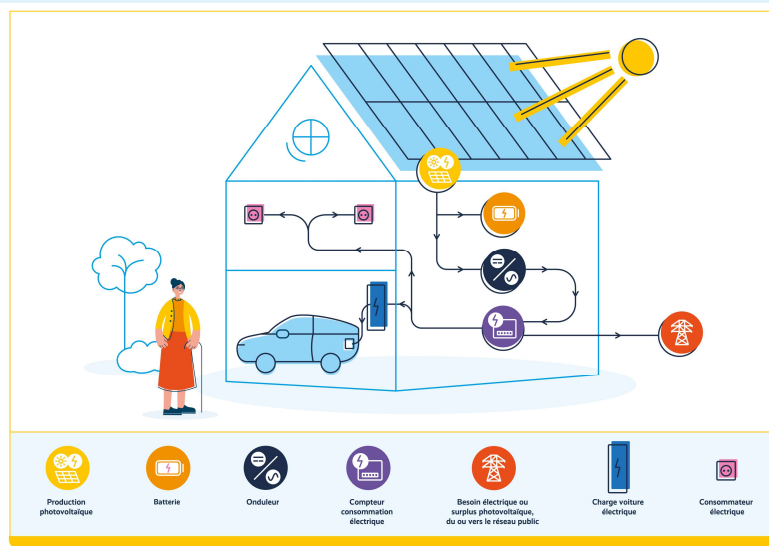 Production
photovoltaïque
Batterie
Onduleur
Compteur
consommation
électrique
Besoin électrique ou
surplus photovoltaïque,
du ou vers le réseau public
Charge voiture
électrique
Consommateur
électrique